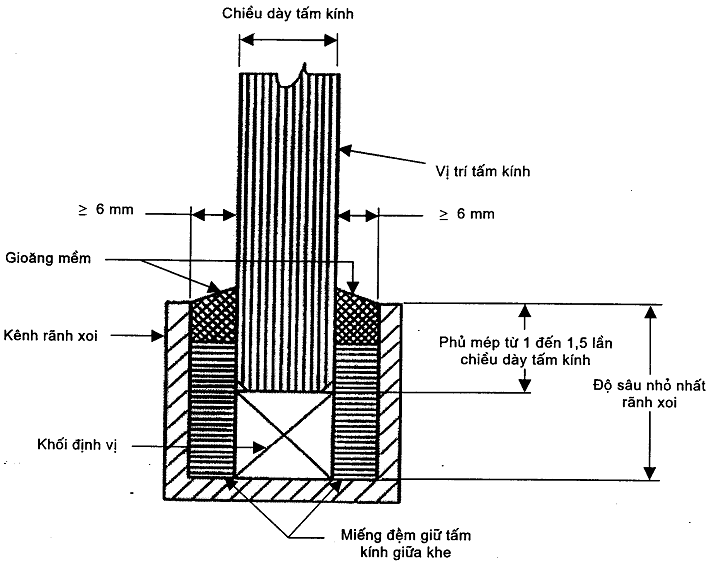 Chiều dày tấm kính
Vị trí tấm kính
≥ 6 mm
≥ 6 mm
Gioăng mềm
Kênh rãnh xoi
Phủ mép từ 1 đến 1,5 lần
chiều dày tấm kính
Độ sâu nhỏ nhất
rãnh xoi
Khối định vị
Miếng đệm giữ tấm
kính giữa khe